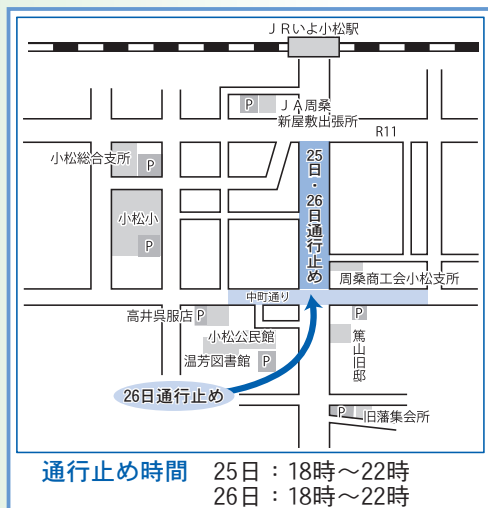 ＪＲいよ小松駅
P
ＪＡ周桑
新屋敷出張所
R11
小松総合支所
P
25日・26日通行止め
小松小
P
周桑商工会小松支所
中町通り
高井呉服店 P
P
小松公民館
篤山旧邸
温芳図書館 P
26日通行止め
P
旧藩集会所
通行止め時間　25日：18時～22時
26日：18時～22時